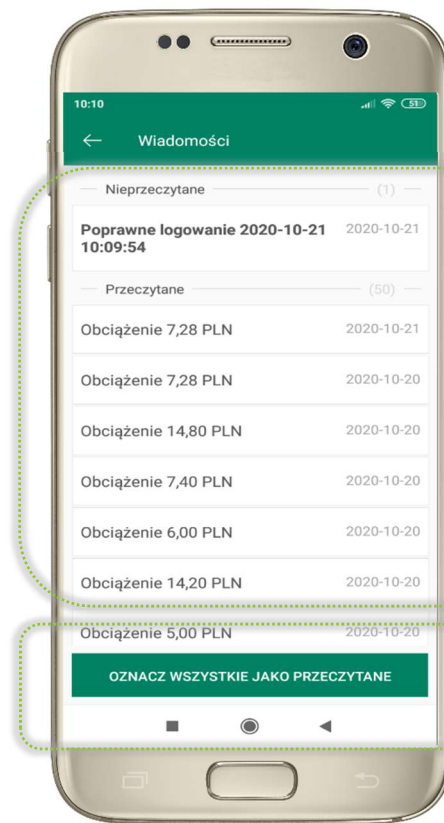 10:10
51
Wiadomości
Nieprzeczytane (1)
Poprawne logowanie 2020-10-21 2020-10-21
10:09:54
Przeczytane (50)
Obciążenie 7,28 PLN 2020-10-21
Obciążenie 7,28 PLN 2020-10-20
Obciążenie 14,80 PLN 2020-10-20
Obciążenie 7,40 PLN 2020-10-20
Obciążenie 6,00 PLN 2020-10-20
Obciążenie 14,20 PLN 2020-10-20
Obciążenie 5,00 PLN 2020-10-20
OZNACZ WSZYSTKIE JAKO PRZECZYTANE